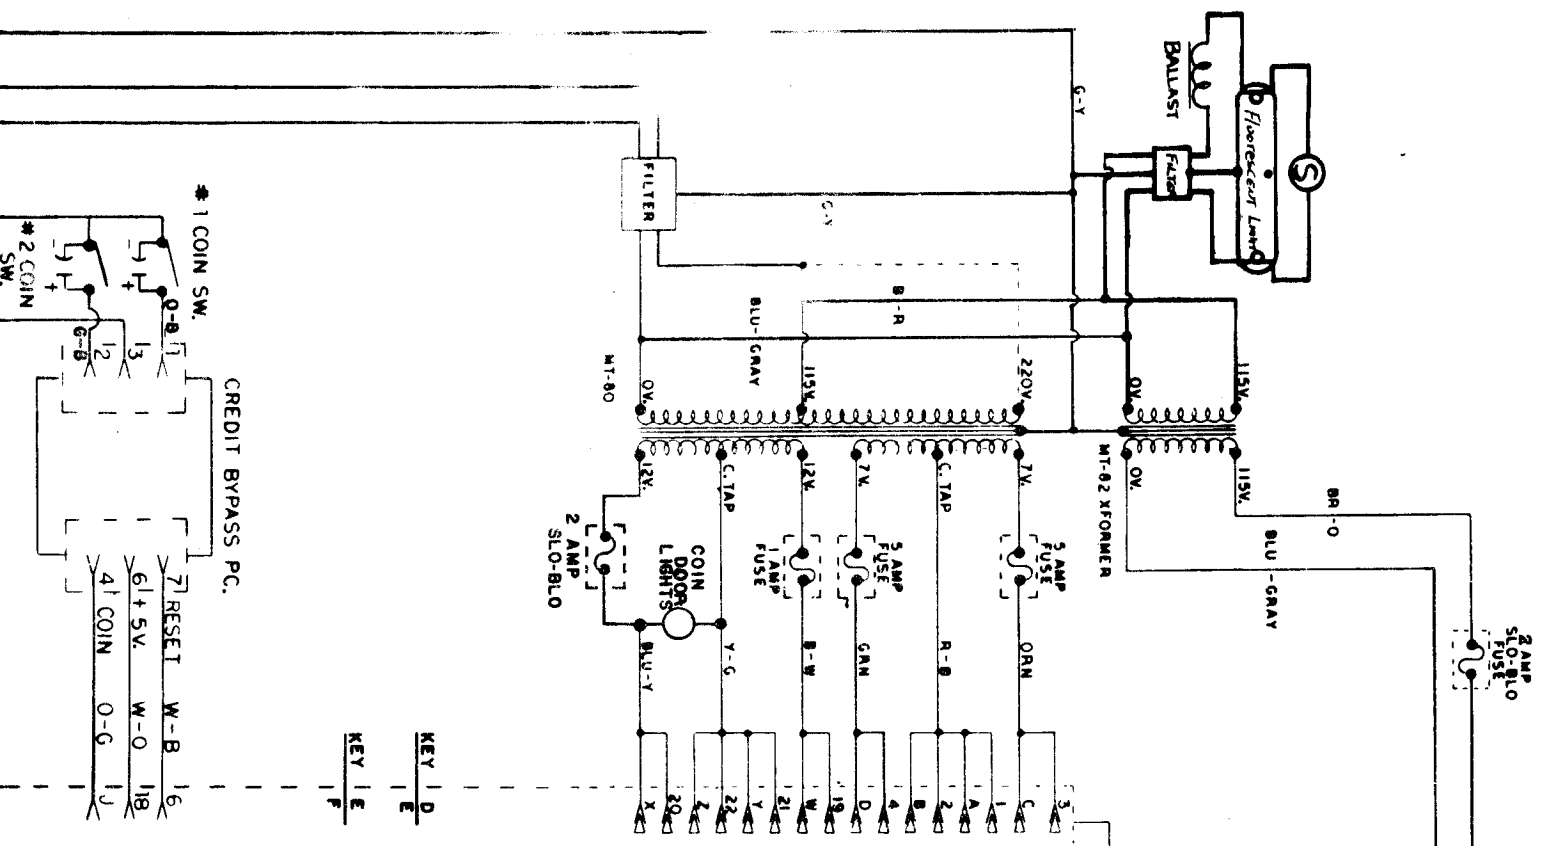 BALLAST
Fluorescent Light
S
FILTER
G-Y
FILTER
G-Y
# 1 COIN SW.
# 2 COIN
SW.
-
+
-
+
O-B
G-B
1
2
3
CREDIT BYPASS PC.
BLU-GRAY
B-R
MT-80
0V.
115V.
220V.
0V.
115V.
12V.
C. TAP
12V.
7V.
C. TAP
7V.
0V.
115V.
MT-82 XFORMER
BR-O
BLU-GRAY
2 AMP
SLO-BLO
COIN
DOOR
LIGHTS
1 AMP
FUSE
5 AMP
FUSE
5 AMP
FUSE
2 AMP
SLO-BLO
FUSE
BLU-Y
Y-G
B-W
GRN
R-B
ORN
7 RESET W-B 6
6 +5V. W-O 18
4 COIN O-G J
KEY E
F
KEY D
E
X
20
Z
22
Y
21
W
19
D
4
B
2
A
1
C
3